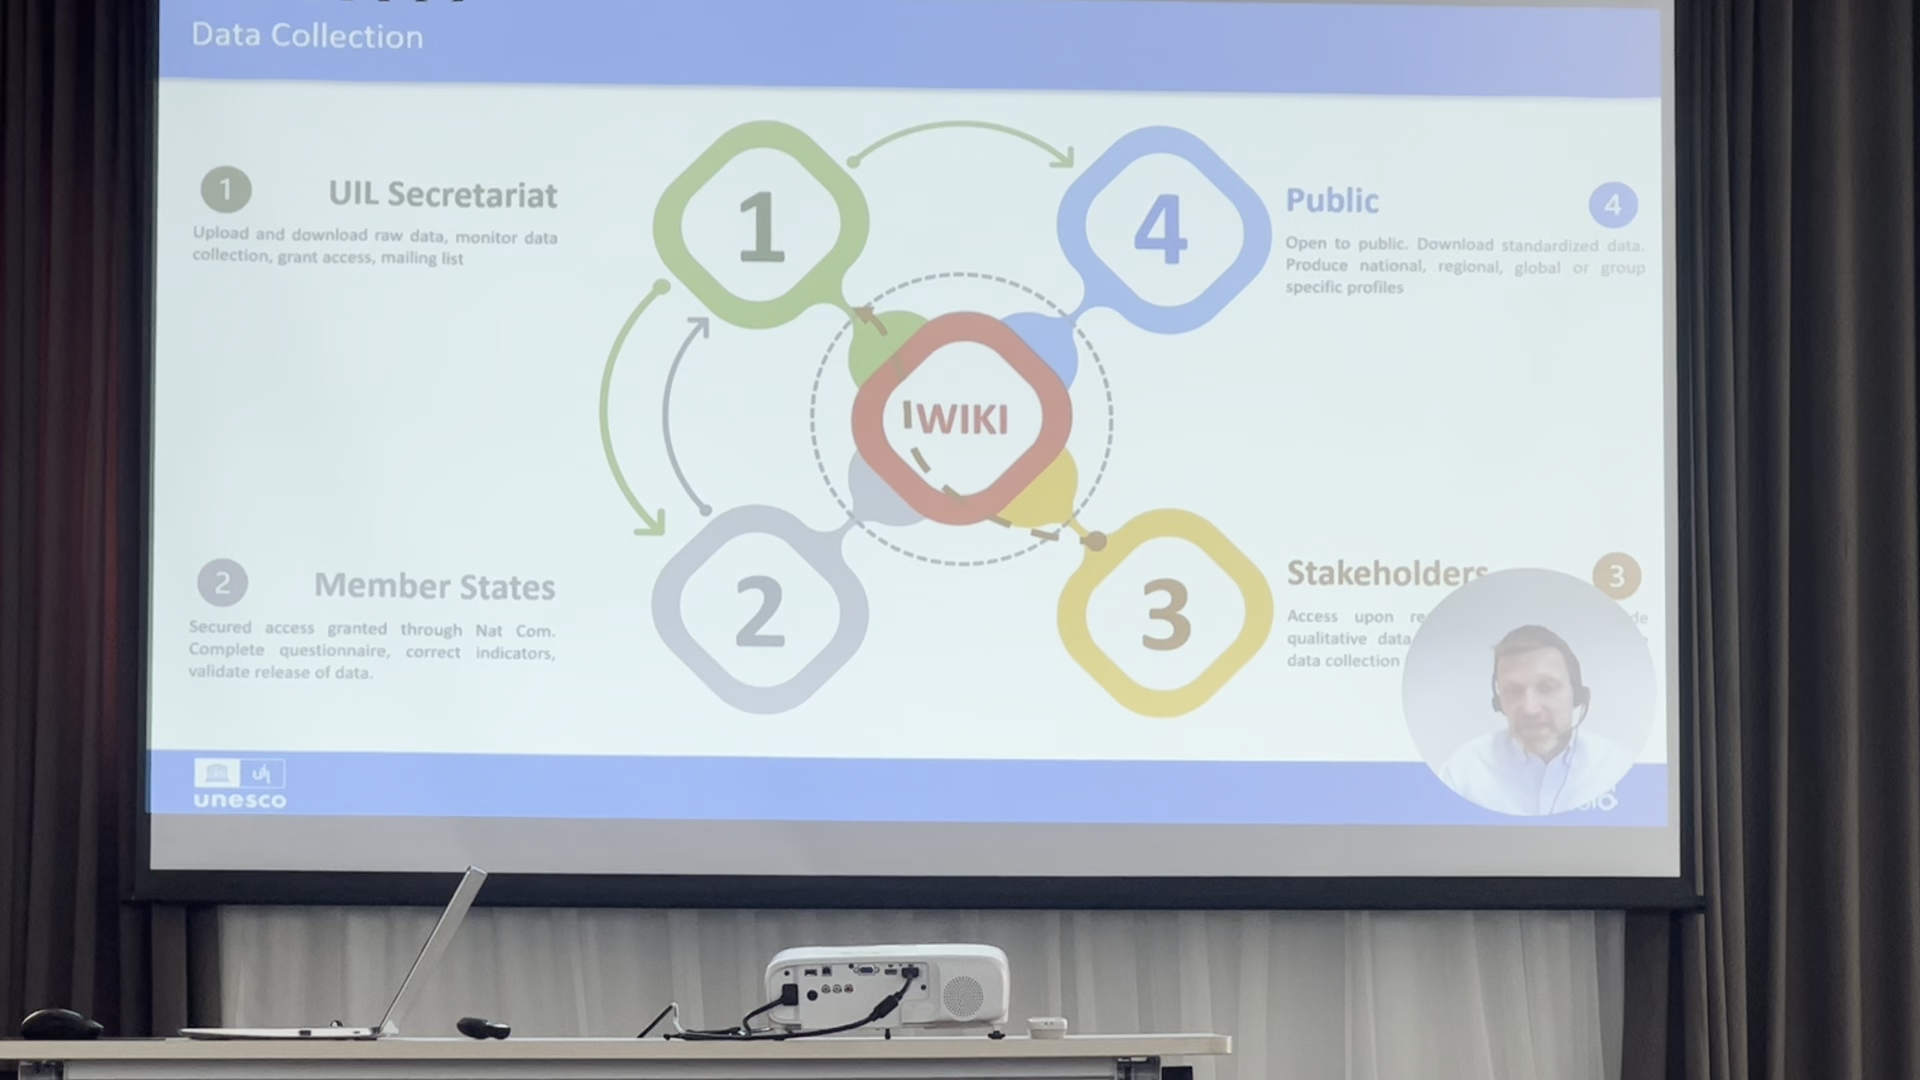 Data Collection
1
UIL Secretariat
Upload and download raw data, monitor data
collection, grant access, mailing list
1
4
Public
4
Open to public. Download standardized data.
Produce national, regional, global or group
specific profiles
WIKI
2
Member States
Secured access granted through Nat Com.
Complete questionnaire, correct indicators,
validate release of data.
2
3
Stakeholders
3
Access upon
qualitative data
data collection
unesco